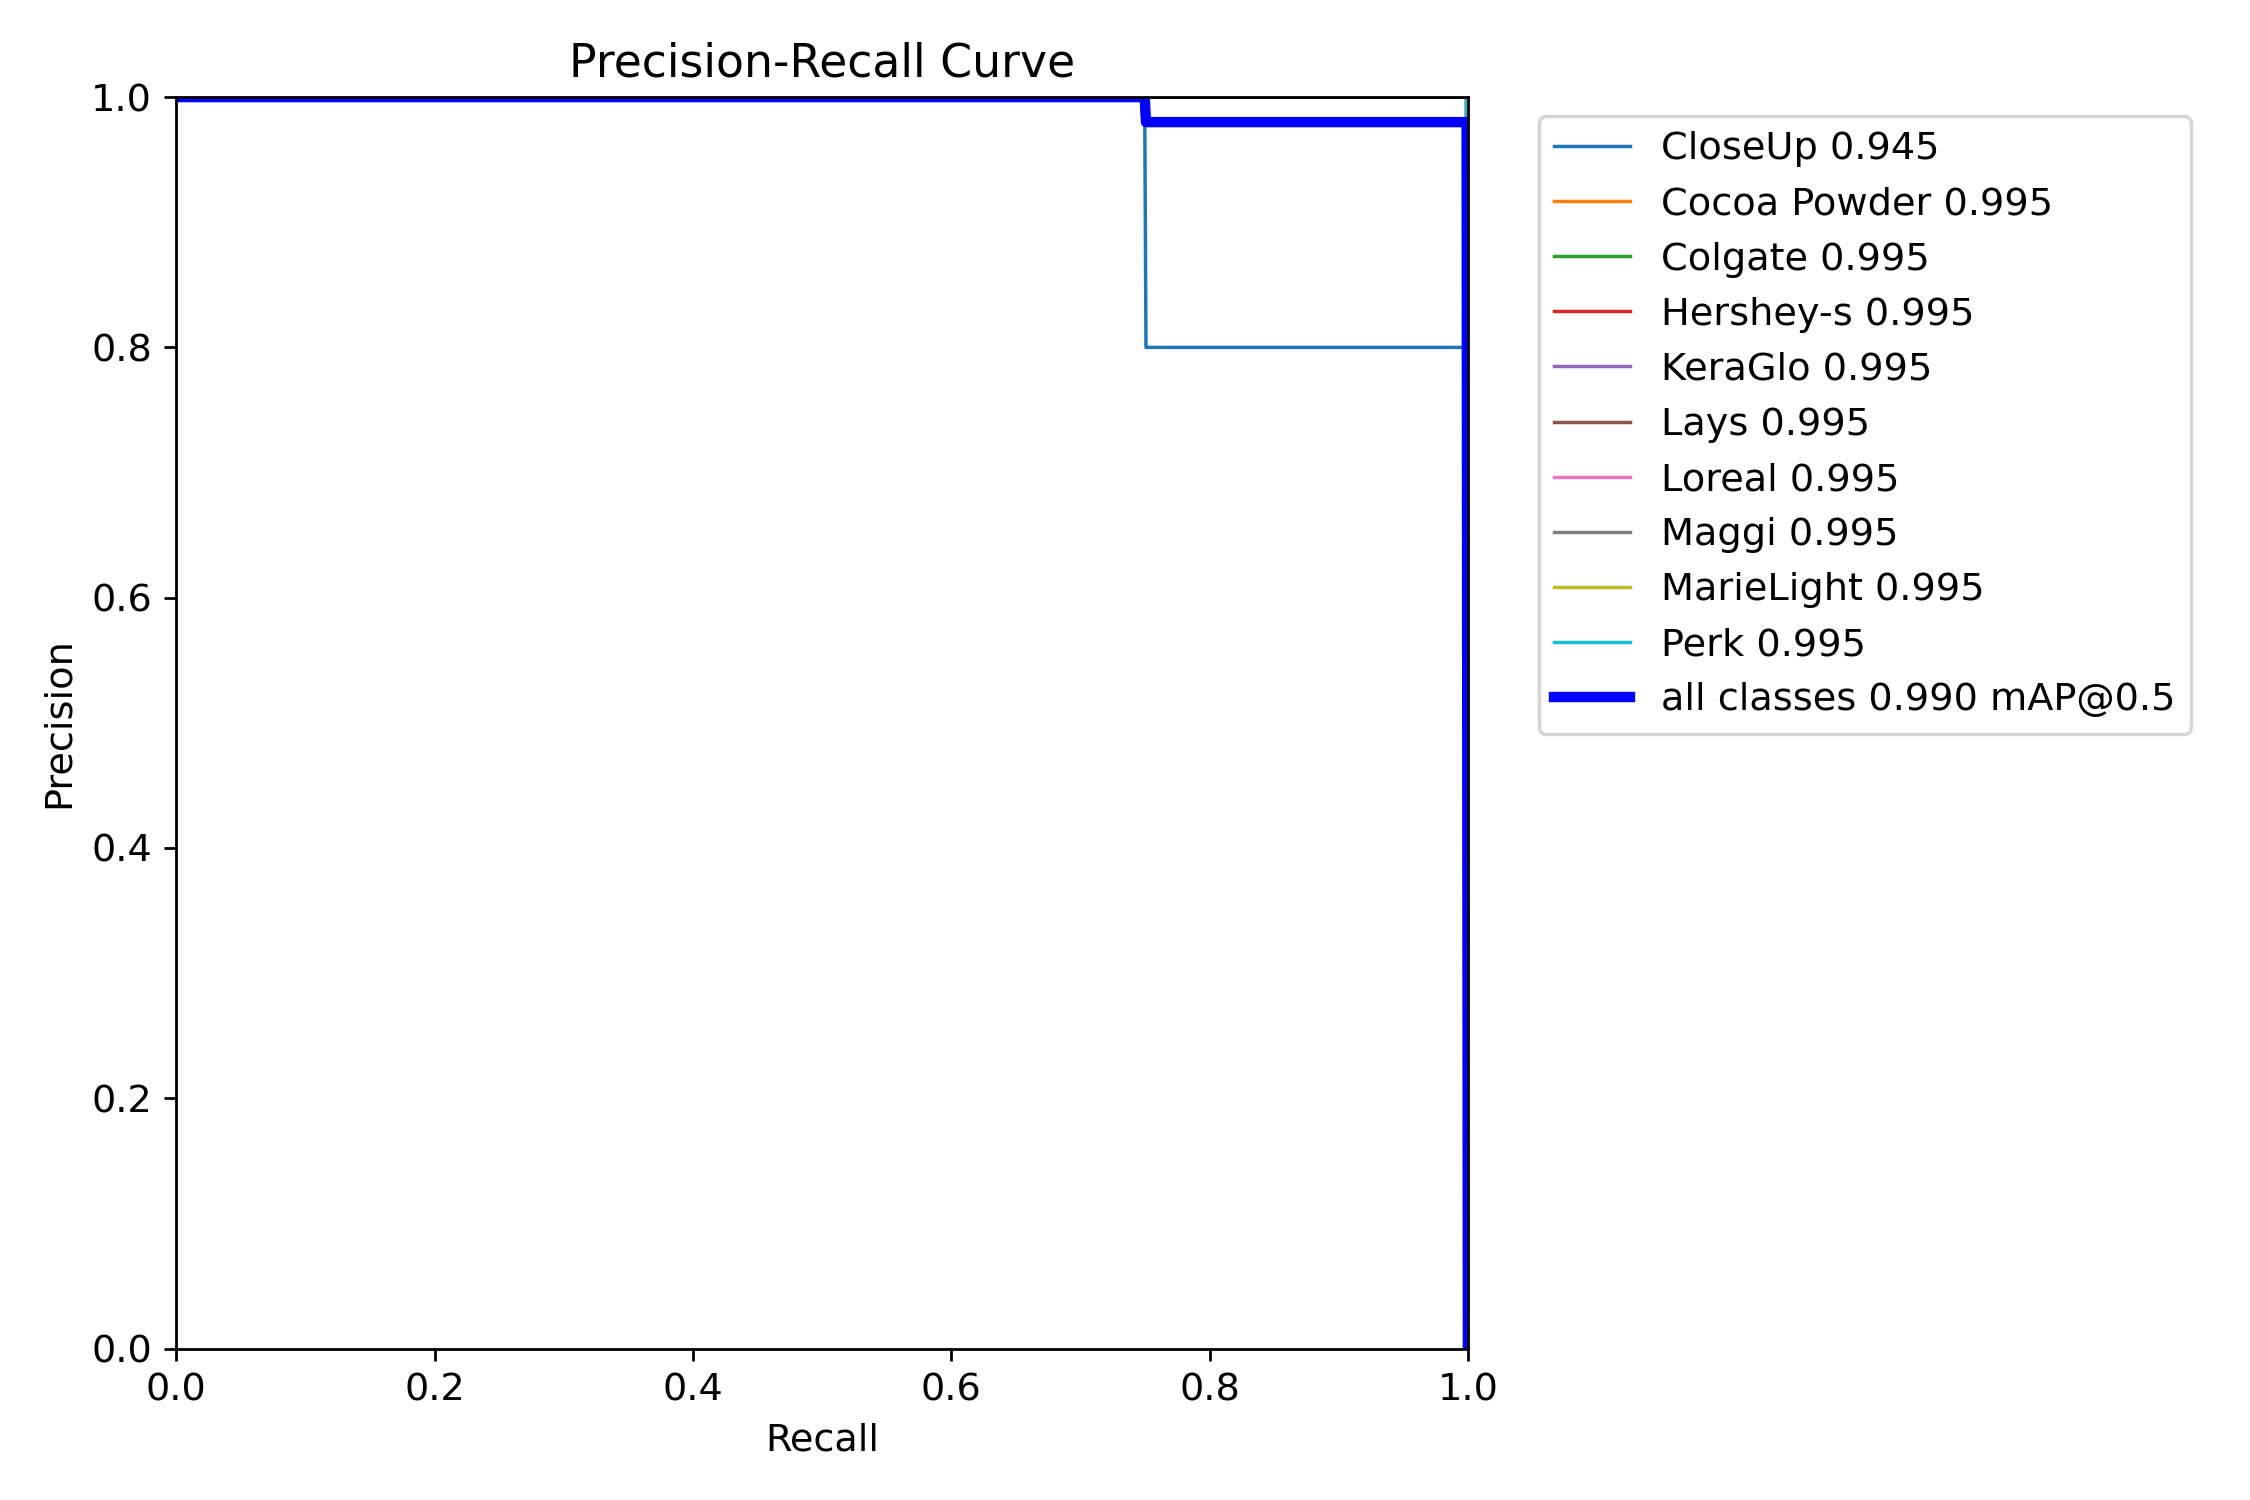 Precision-Recall Curve
1.0
0.8
0.6
0.4
0.2
0.0
Precision
0.0 0.2 0.4 0.6 0.8 1.0
Recall
CloseUp 0.945
Cocoa Powder 0.995
Colgate 0.995
Hershey-s 0.995
KeraGlo 0.995
Lays 0.995
Loreal 0.995
Maggi 0.995
MarieLight 0.995
Perk 0.995
all classes 0.990 mAP@0.5